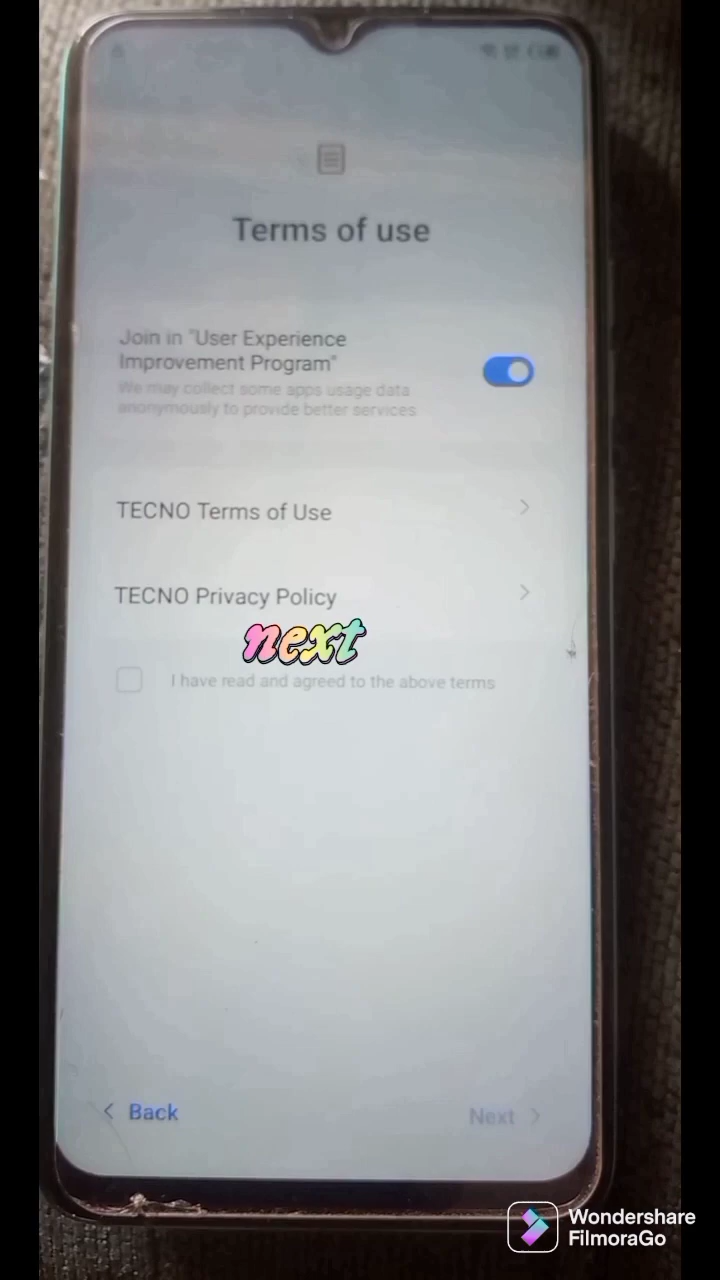 Terms of use
Join in "User Experience
Improvement Program"
We may collect some apps usage data
anonymously to provide better services
TECNO Terms of Use
TECNO Privacy Policy
next
I have read and agreed to the above terms
Back
Next
Wondershare
FilmoraGo